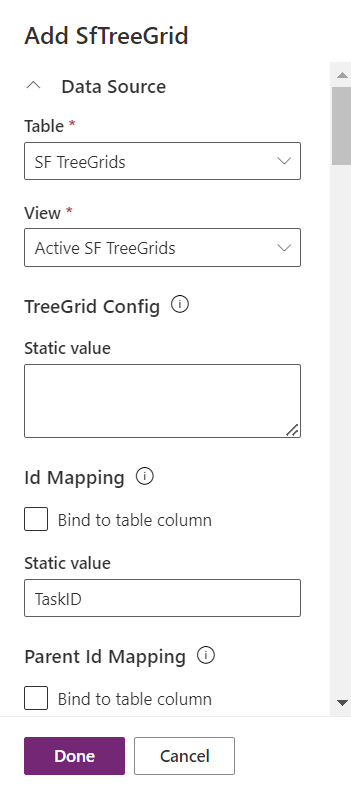 Add SfTreeGrid
Data Source
Table *
SF TreeGrids
View *
Active SF TreeGrids
TreeGrid Config
Static value
Id Mapping
Bind to table column
Static value
TaskID
Parent Id Mapping
Bind to table column
Done Cancel